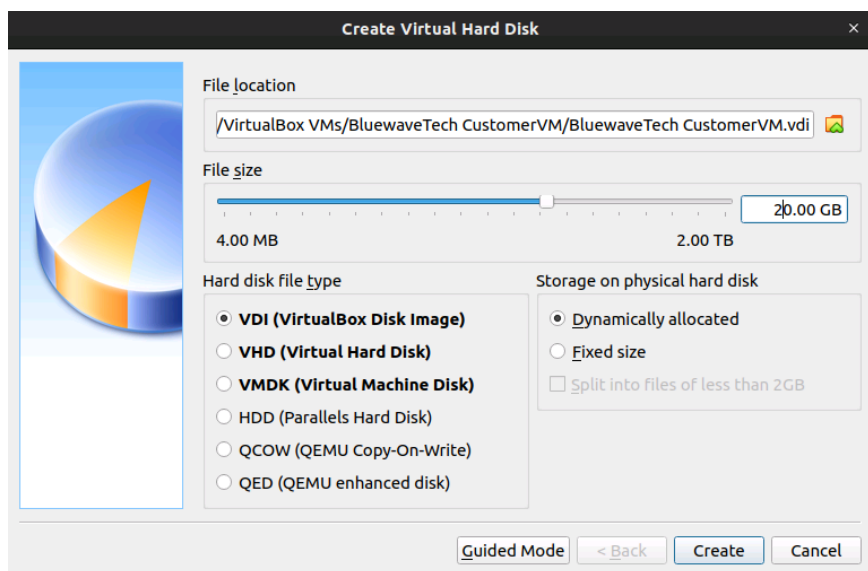 Create Virtual Hard Disk
File location
/VirtualBox VMs/BluewaveTech CustomerVM/BluewaveTech CustomerVM.vdi
File size
20.00 GB
4.00 MB 2.00 TB
Hard disk file type
VDI (VirtualBox Disk Image)
VHD (Virtual Hard Disk)
VMDK (Virtual Machine Disk)
HDD (Parallels Hard Disk)
QCOW (QEMU Copy-On-Write)
QED (QEMU enhanced disk)
Storage on physical hard disk
Dynamically allocated
Fixed size
Split into files of less than 2GB
Guided Mode < Back Create Cancel